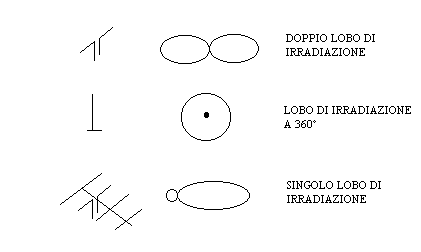 DOPPIO LOBO DI
IRRADIAZIONE
LOBO DI IRRADIAZIONE
A 360°
SINGOLO LOBO DI
IRRADIAZIONE